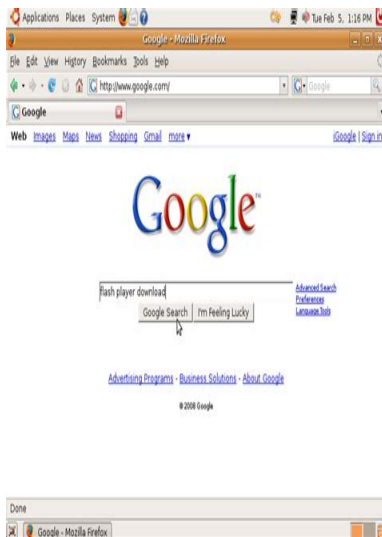 Applications Places System Tue Feb 5, 1:16 PM
Google - Mozilla Firefox
File Edit View History Bookmarks Tools Help
http://www.google.com/ Google
Google
Web Images Maps News Shopping Gmail more ▼ iGoogle | Sign in
Google™
flash player download
Advanced Search
Preferences
Language Tools
Google Search I'm Feeling Lucky
Advertising Programs - Business Solutions - About Google
©2008 Google
Done
Google - Mozilla Firefox